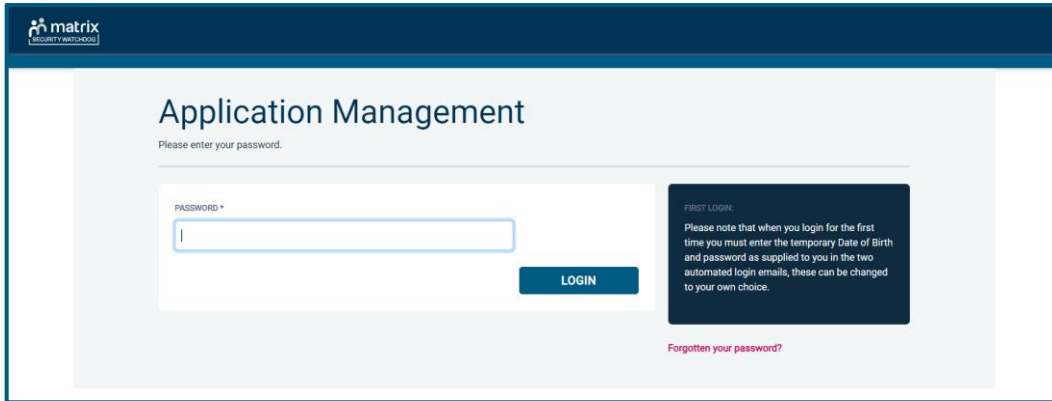 matrix
SECURITY WATCHDOG
Application Management
Please enter your password.
PASSWORD *
LOGIN
FIRST LOGIN:
Please note that when you login for the first
time you must enter the temporary Date of Birth
and password as supplied to you in the two
automated login emails, these can be changed
to your own choice.
Forgotten your password?